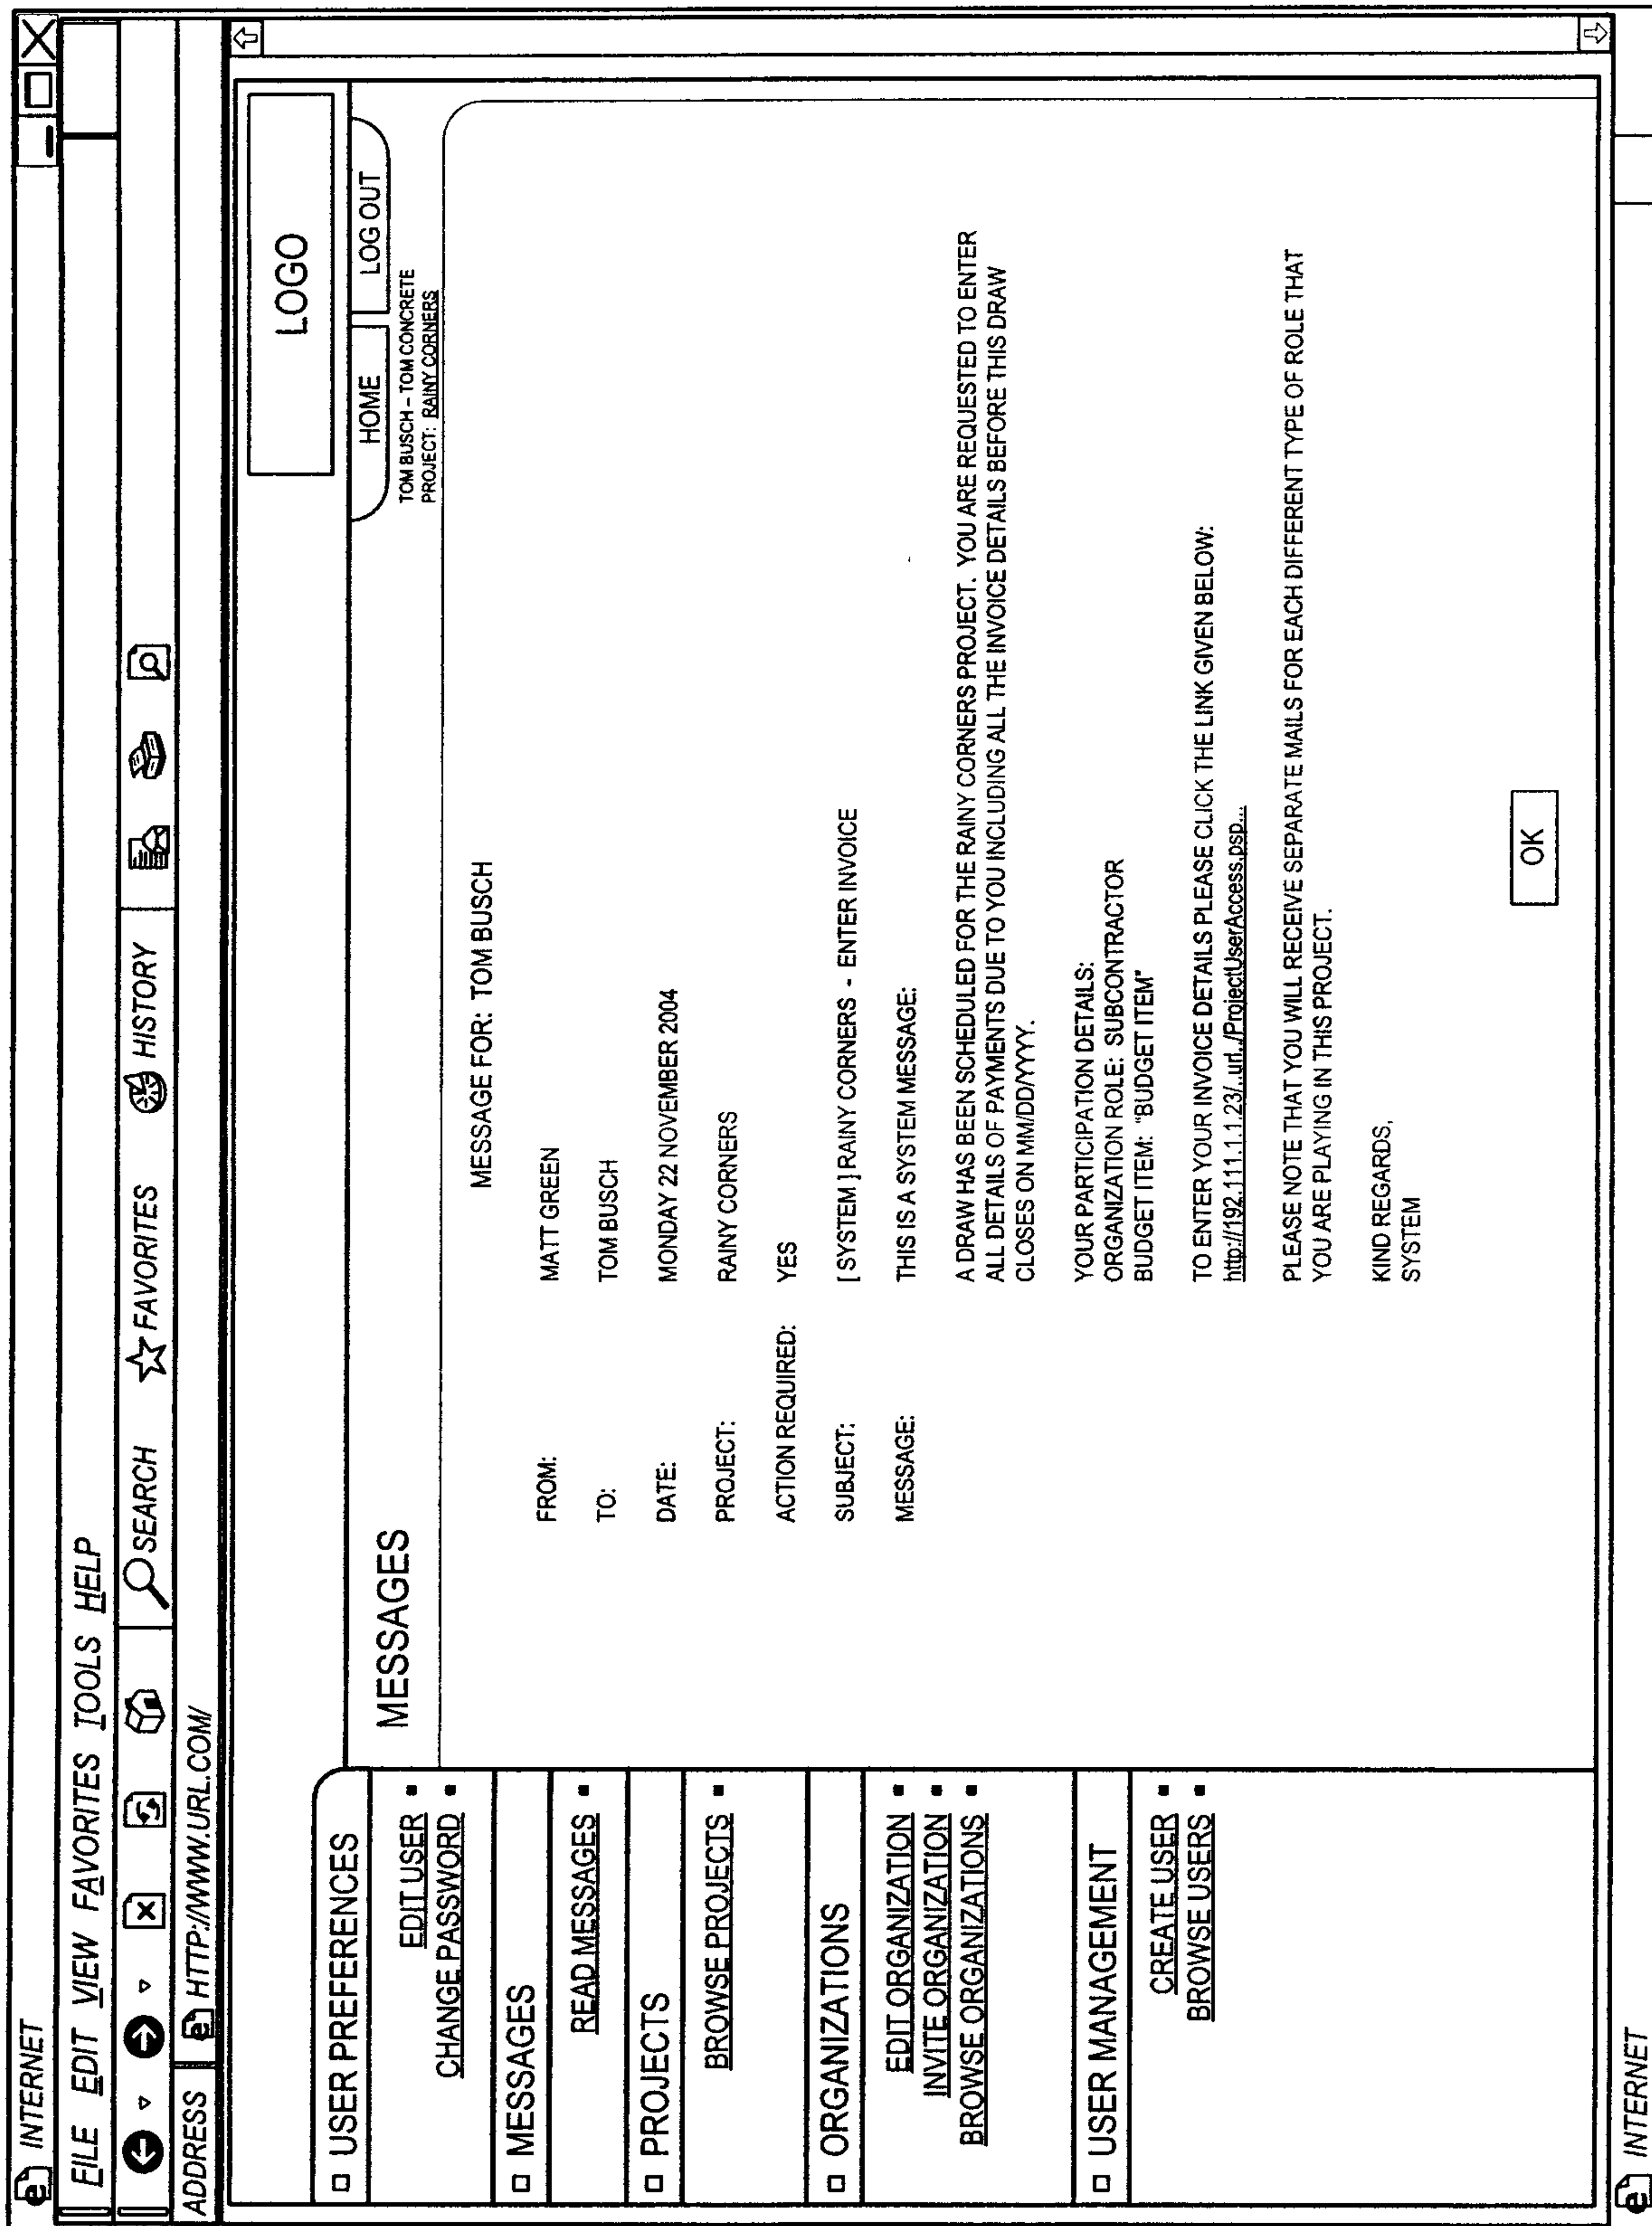 INTERNET
FILE EDIT VIEW FAVORITES TOOLS HELP
SEARCH FAVORITES HISTORY
ADDRESS HTTP://WWW.URL.COM/
LOGO
HOME LOG OUT
TOM BUSCH – TOM CONCRETE
PROJECT: RAINY CORNERS
USER PREFERENCES
EDIT USER
CHANGE PASSWORD
MESSAGES
READ MESSAGES
PROJECTS
BROWSE PROJECTS
ORGANIZATIONS
EDIT ORGANIZATION
INVITE ORGANIZATION
BROWSE ORGANIZATIONS
USER MANAGEMENT
CREATE USER
BROWSE USERS
MESSAGES
MESSAGE FOR: TOM BUSCH
FROM: MATT GREEN
TO: TOM BUSCH
DATE: MONDAY 22 NOVEMBER 2004
PROJECT: RAINY CORNERS
ACTION REQUIRED: YES
SUBJECT: [SYSTEM ] RAINY CORNERS - ENTER INVOICE
MESSAGE: THIS IS A SYSTEM MESSAGE:
A DRAW HAS BEEN SCHEDULED FOR THE RAINY CORNERS PROJECT. YOU ARE REQUESTED TO ENTER
ALL DETAILS OF PAYMENTS DUE TO YOU INCLUDING ALL THE INVOICE DETAILS BEFORE THIS DRAW
CLOSES ON MM/DD/YYYY.
YOUR PARTICIPATION DETAILS:
ORGANIZATION ROLE: SUBCONTRACTOR
BUDGET ITEM: "BUDGET ITEM"
TO ENTER YOUR INVOICE DETAILS PLEASE CLICK THE LINK GIVEN BELOW:
http://192.111.1.23/..url../ProjectUserAccess.psp...
PLEASE NOTE THAT YOU WILL RECEIVE SEPARATE MAILS FOR EACH DIFFERENT TYPE OF ROLE THAT
YOU ARE PLAYING IN THIS PROJECT.
KIND REGARDS,
SYSTEM
OK
INTERNET